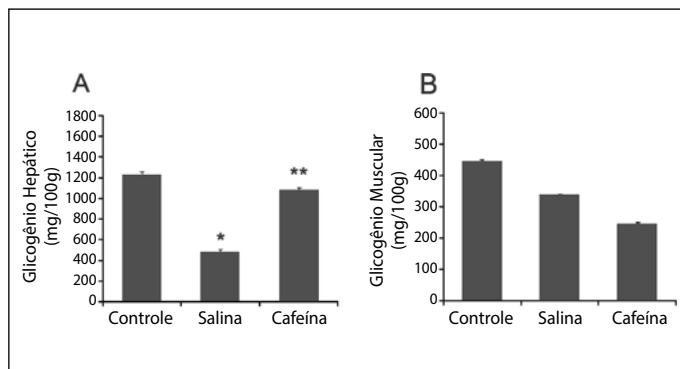 A
Glicogênio Hepático
(mg/100g)
1800
1600
1400
1200
1000
800
600
400
200
0
*
**
Controle Salina Cafeína
B
Glicogênio Muscular
(mg/100g)
600
500
400
300
200
100
0
Controle Salina Cafeína